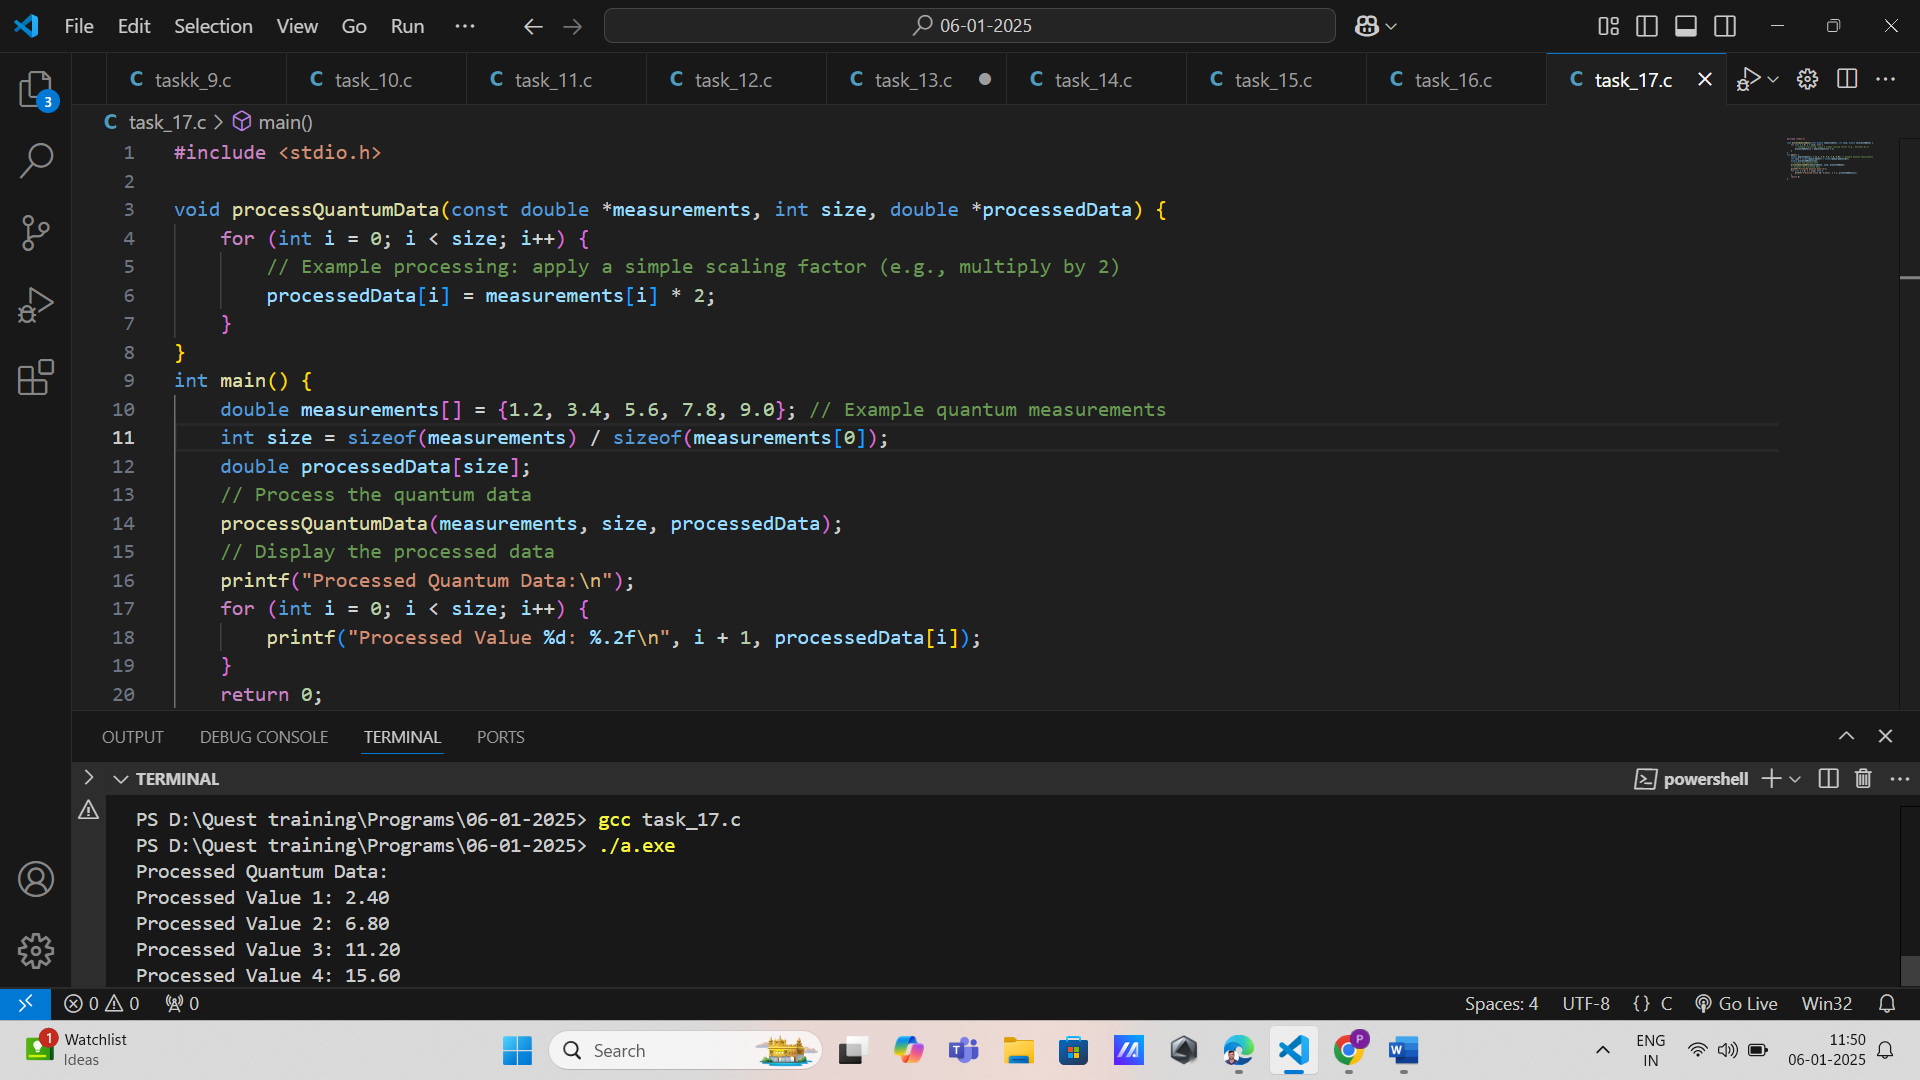 File Edit Selection View Go Run ··· 06-01-2025
C taskk_9.c C task_10.c C task_11.c C task_12.c C task_13.c C task_14.c C task_15.c C task_16.c C task_17.c
C task_17.c > main()
1 #include <stdio.h>
2
3 void processQuantumData(const double *measurements, int size, double *processedData) {
4 for (int i = 0; i < size; i++) {
5 // Example processing: apply a simple scaling factor (e.g., multiply by 2)
6 processedData[i] = measurements[i] * 2;
7 }
8 }
9 int main() {
10 double measurements[] = {1.2, 3.4, 5.6, 7.8, 9.0}; // Example quantum measurements
11 int size = sizeof(measurements) / sizeof(measurements[0]);
12 double processedData[size];
13 // Process the quantum data
14 processQuantumData(measurements, size, processedData);
15 // Display the processed data
16 printf("Processed Quantum Data:\n");
17 for (int i = 0; i < size; i++) {
18 printf("Processed Value %d: %.2f\n", i + 1, processedData[i]);
19 }
20 return 0;
3
OUTPUT DEBUG CONSOLE TERMINAL PORTS
TERMINAL powershell
PS D:\Quest training\Programs\06-01-2025> gcc task_17.c
PS D:\Quest training\Programs\06-01-2025> ./a.exe
Processed Quantum Data:
Processed Value 1: 2.40
Processed Value 2: 6.80
Processed Value 3: 11.20
Processed Value 4: 15.60
0 0 0 Spaces: 4 UTF-8 {} C Go Live Win32
1 Watchlist
Ideas
Search
P
ENG
IN
11:50
06-01-2025